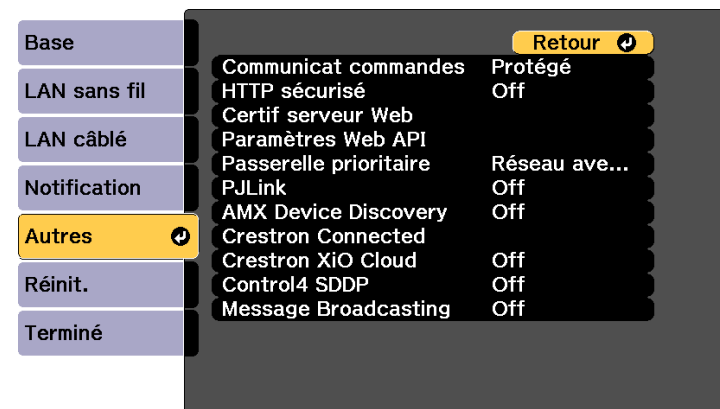 Base
LAN sans fil
LAN câblé
Notification
Autres
Réinit.
Terminé
Retour
Communicat commandes Protégé
HTTP sécurisé Off
Certif serveur Web
Paramètres Web API
Passerelle prioritaire Réseau ave...
PJLink Off
AMX Device Discovery Off
Crestron Connected
Crestron XiO Cloud Off
Control4 SDDP Off
Message Broadcasting Off